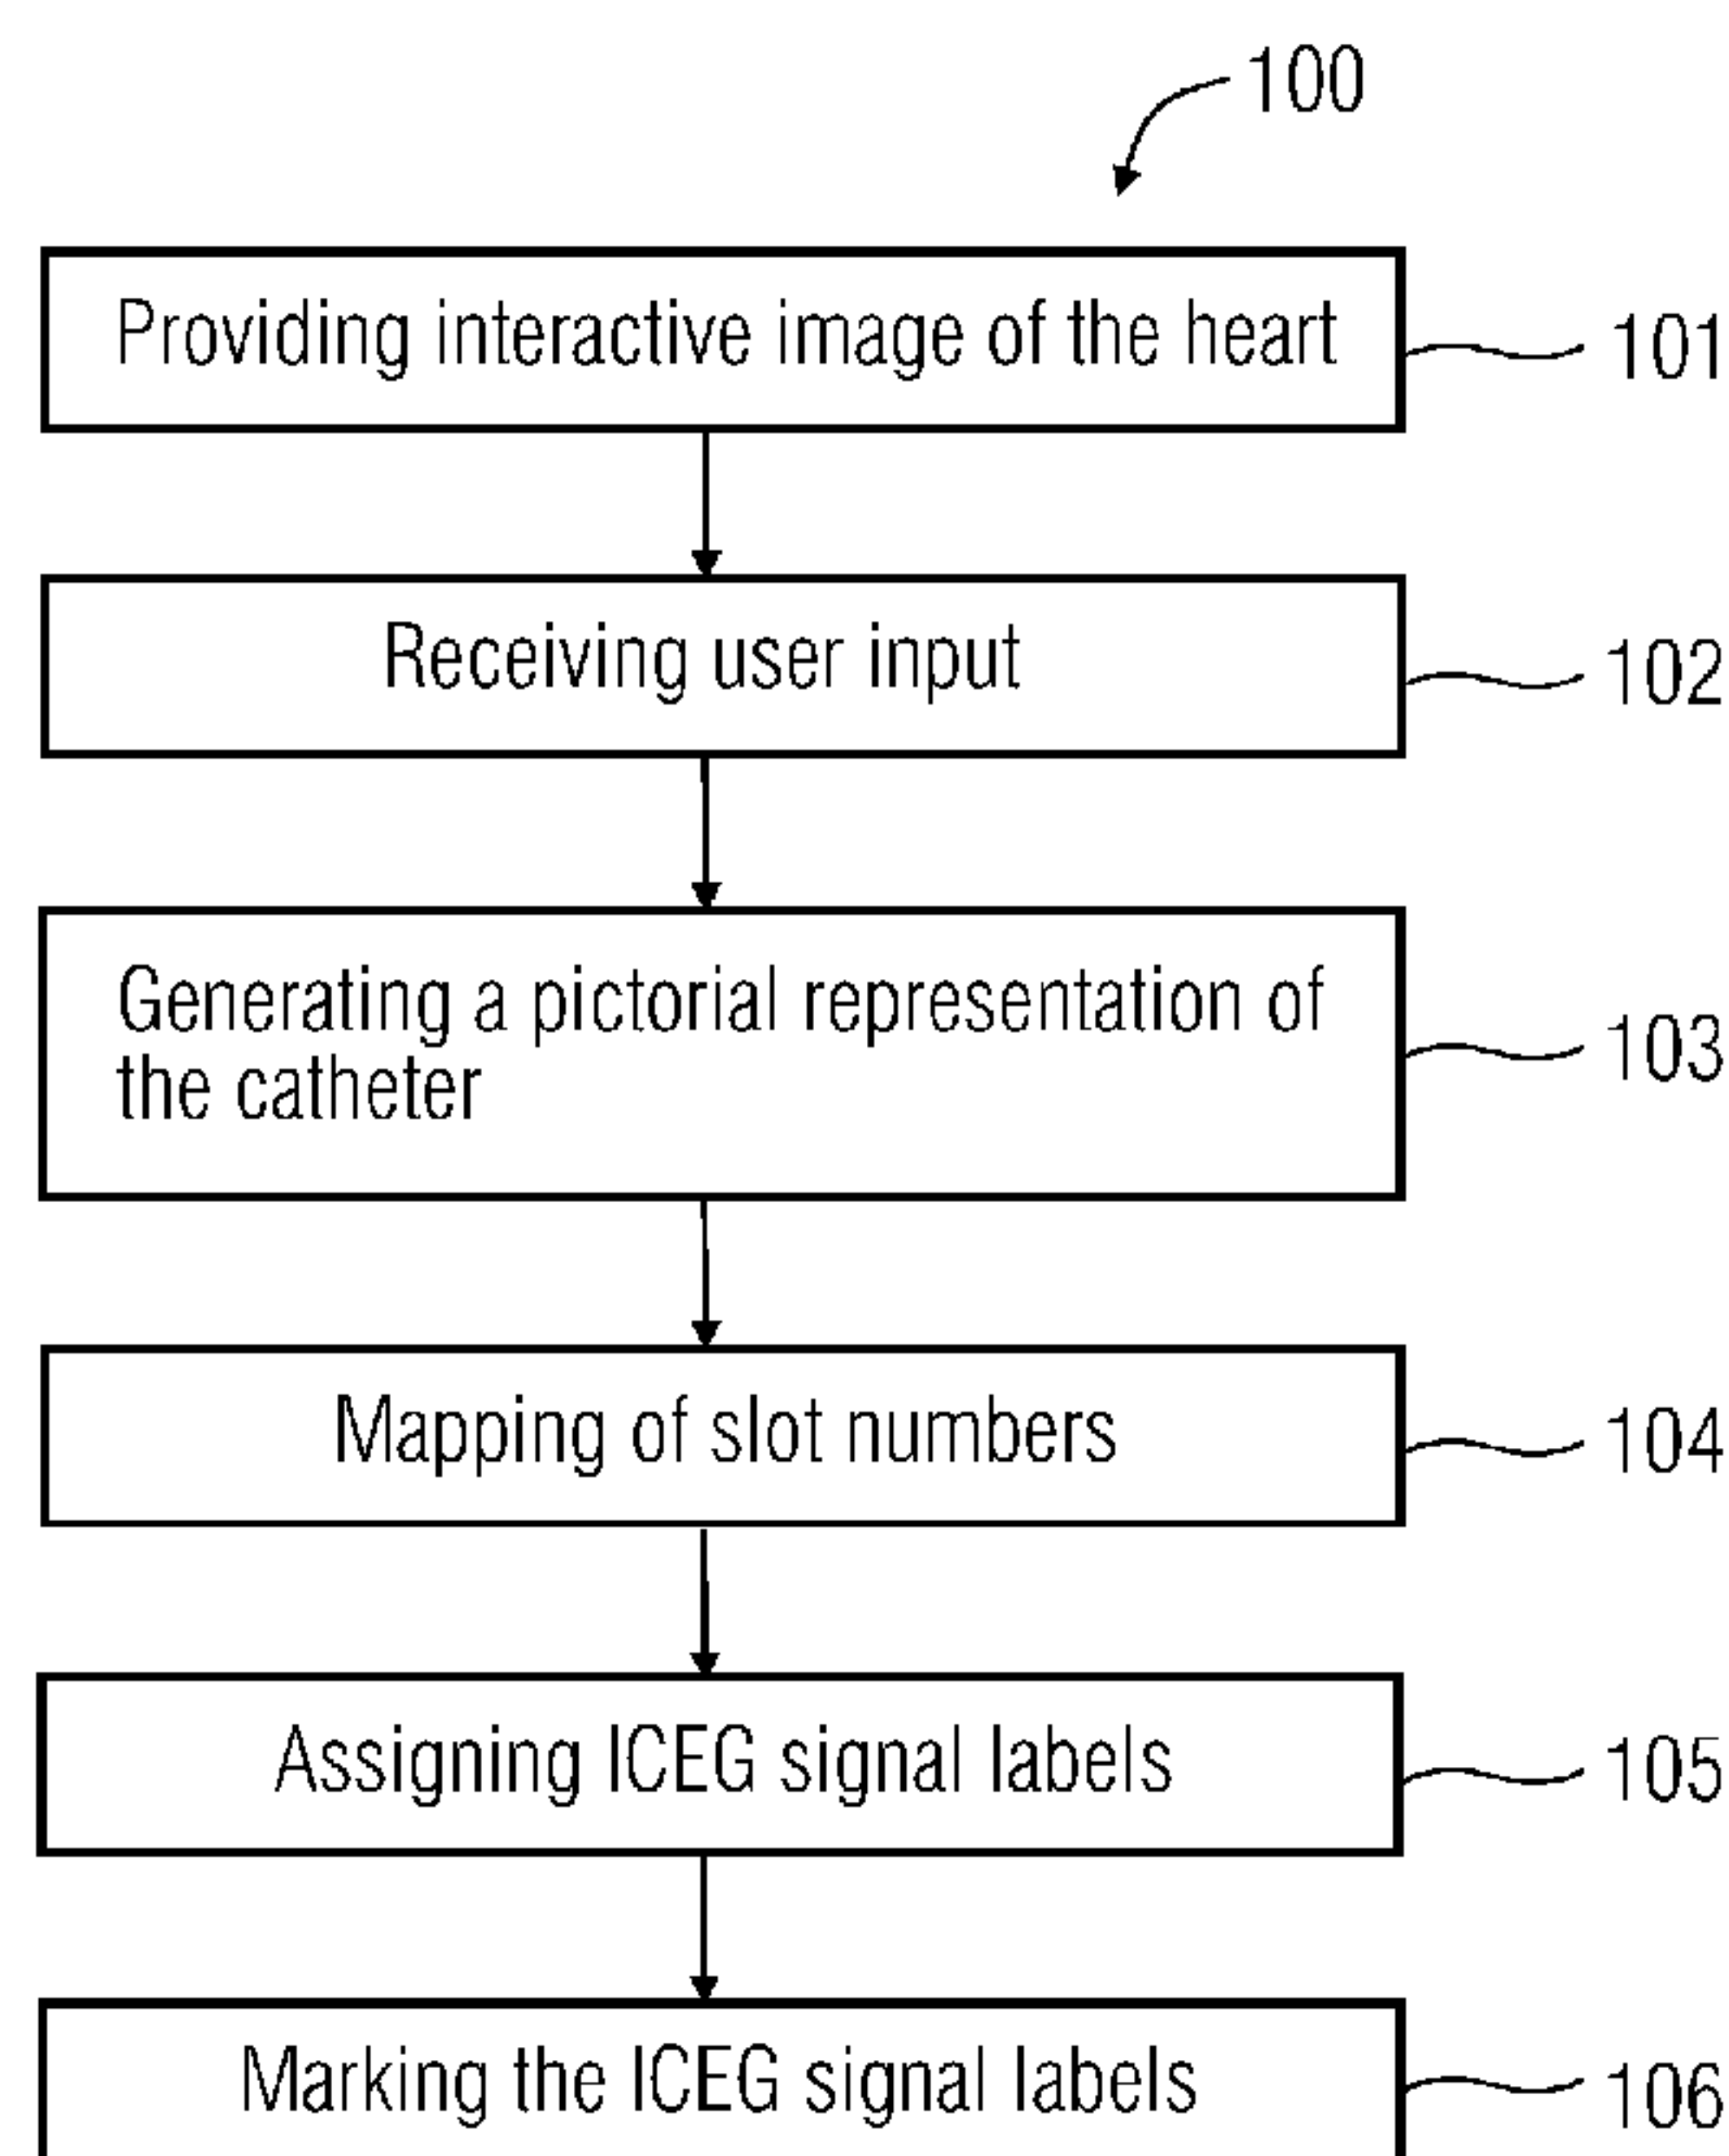 100
Providing interactive image of the heart
101
Receiving user input
102
Generating a pictorial representation of
the catheter
103
Mapping of slot numbers
104
Assigning ICEG signal labels
105
Marking the ICEG signal labels
106